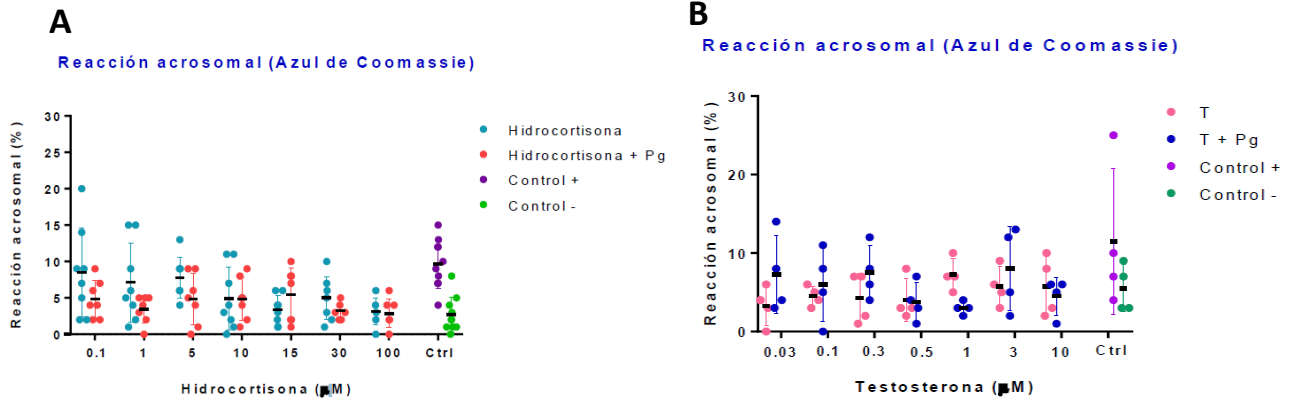 A
Reacción acrosomal (Azul de Coomassie)
Reacción acrosomal (%)
30
25
20
15
10
5
0
0.1 1 5 10 15 30 100 Ctrl
Hidrocortisona (µM)
Hidrocortisona
Hidrocortisona + Pg
Control +
Control -
B
Reacción acrosomal (Azul de Coomassie)
Reacción acrosomal (%)
30
20
10
0
0.03 0.1 0.3 0.5 1 3 10 Ctrl
Testosterona (µM)
T
T + Pg
Control +
Control -